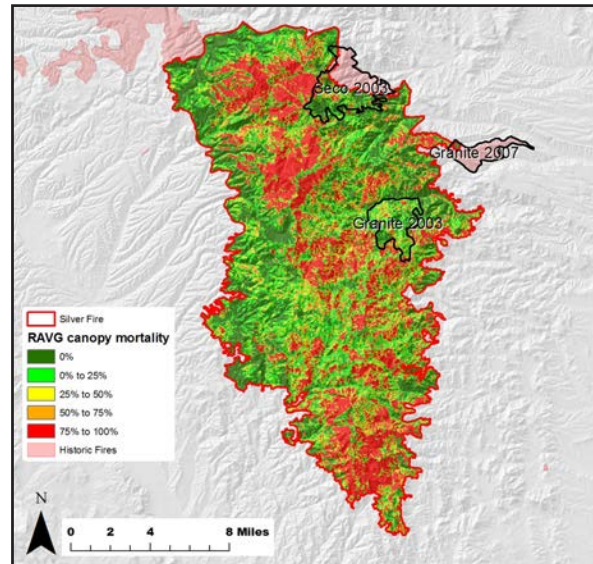 Seco 2003
Granite 2007
Granite 2003
Silver Fire
RAVG canopy mortality
0%
0% to 25%
25% to 50%
50% to 75%
75% to 100%
Historic Fires
N
0 2 4 8 Miles